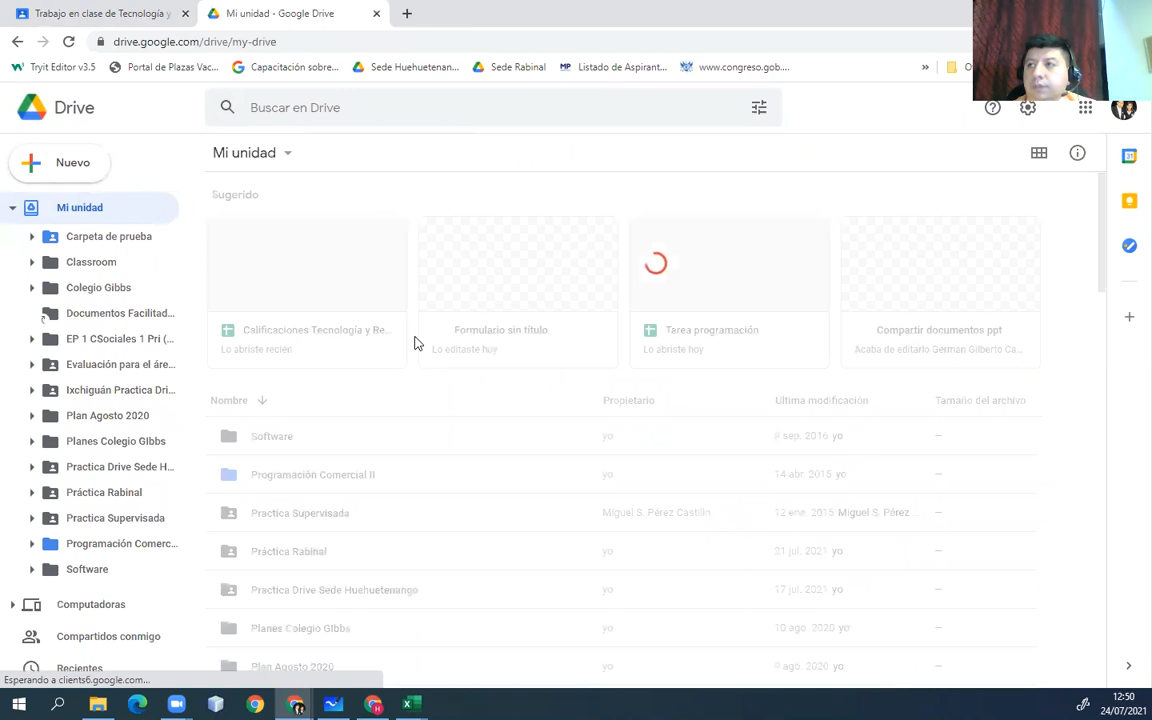 Trabajo en clase de Tecnología y
Mi unidad - Google Drive
drive.google.com/drive/my-drive
Tryit Editor v3.5
Portal de Plazas Vac...
Capacitación sobre...
Sede Huehuetenan...
Sede Rabinal
MP
Listado de Aspirant...
www.congreso.gob....
»
Drive
Buscar en Drive
Nuevo
Mi unidad
Sugerido
Mi unidad
Carpeta de prueba
Classroom
Colegio Gibbs
Documentos Facilitad...
EP 1 CSociales 1 Pri (...
Evaluación para el áre...
Ixchiguán Practica Dri...
Plan Agosto 2020
Planes Colegio GIbbs
Practica Drive Sede H...
Práctica Rabinal
Practica Supervisada
Programación Comerc...
Software
Computadoras
Compartidos conmigo
Recientes
Calificaciones Tecnología y Re...
Lo abriste recién
Formulario sin título
Lo editaste hoy
Tarea programación
Lo abriste hoy
Compartir documentos ppt
Acaba de editarlo German Gilberto Ca...
Nombre
Propietario
Última modificación
Tamaño del archivo
Software
yo
8 sep. 2016 yo
—
Programación Comercial II
yo
14 abr. 2015 yo
—
Practica Supervisada
Miguel S. Pérez Castillo
12 ene. 2015 Miguel S. Pérez...
—
Práctica Rabinal
yo
21 jul. 2021 yo
—
Practica Drive Sede Huehuetenango
yo
17 jul. 2021 yo
—
Planes Colegio GIbbs
yo
10 ago. 2020 yo
—
Plan Agosto 2020
yo
9 ago. 2020 yo
—
Esperando a clients6.google.com...
12:50
24/07/2021